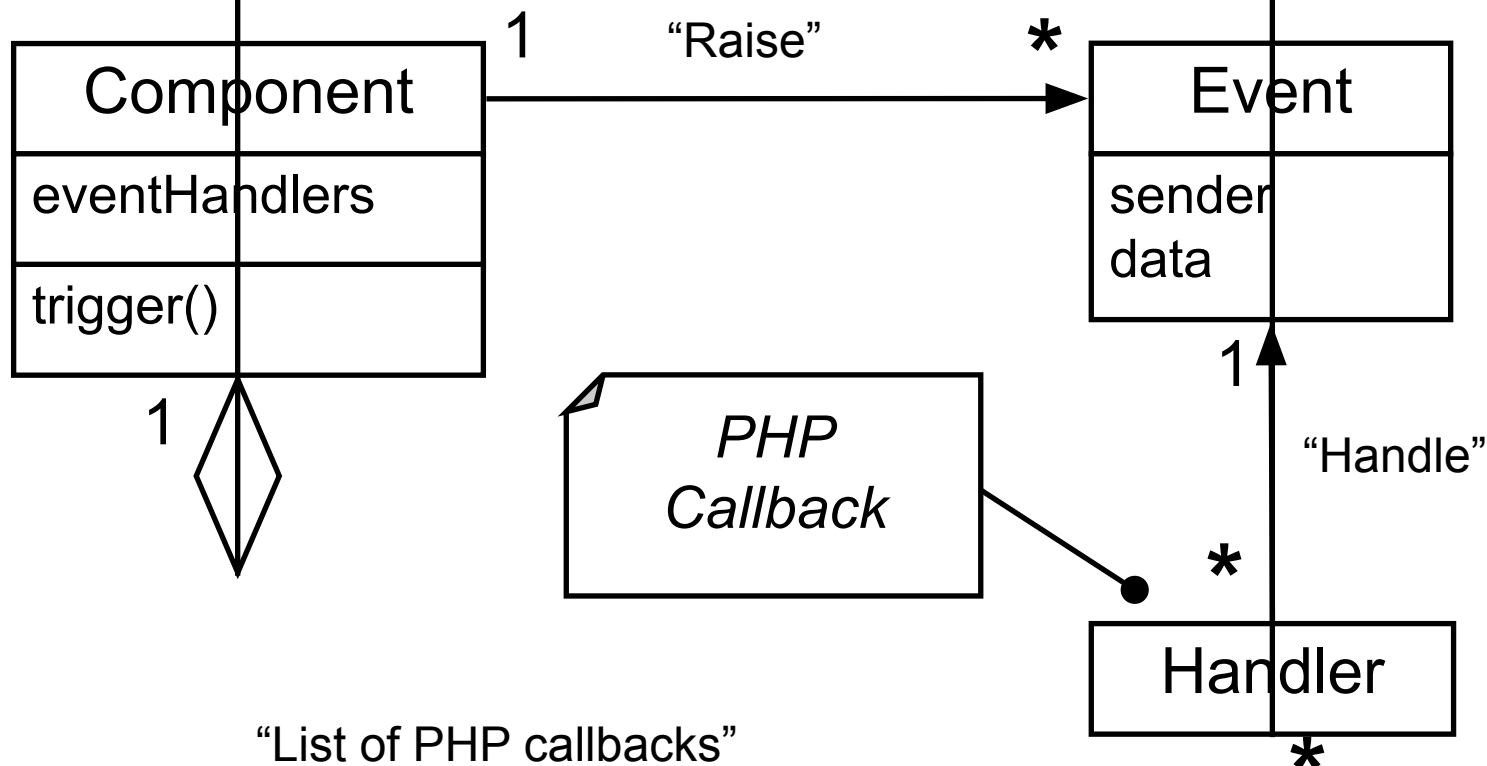 1 “Raise” *
Component
Event
eventHandlers
trigger()
sender
data
1
1
PHP
Callback
“Handle”
*
Handler
“List of PHP callbacks”
*